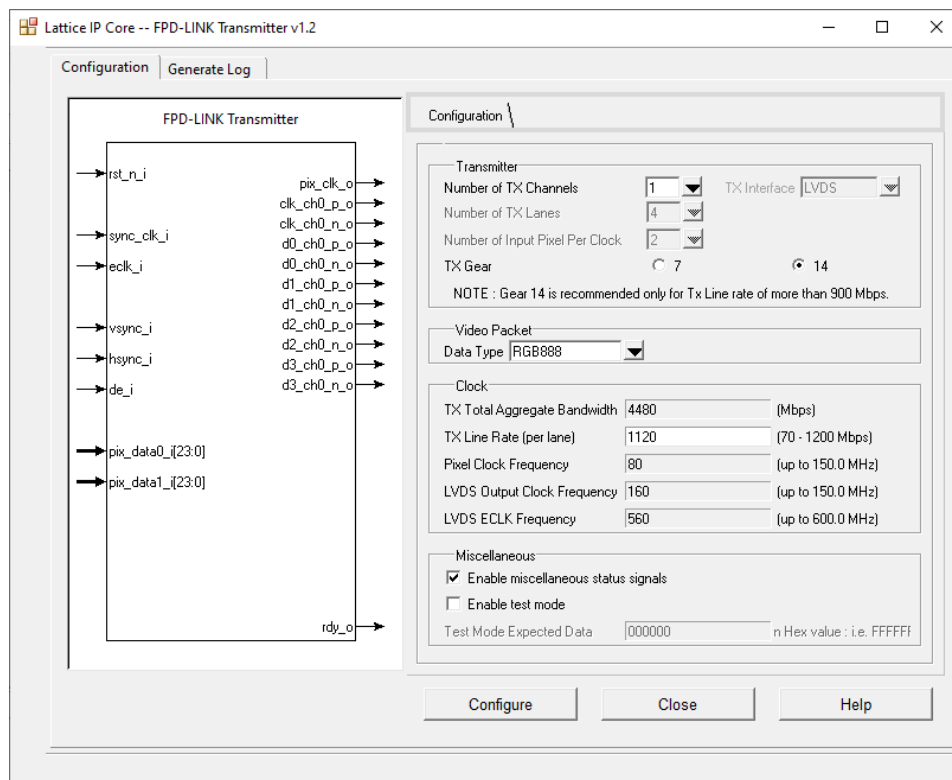 Lattice IP Core -- FPD-LINK Transmitter v1.2
Configuration
Generate Log
FPD-LINK Transmitter
rst_n_i
sync_clk_i
eclk_i
vsync_i
hsync_i
de_i
pix_data0_i[23:0]
pix_data1_i[23:0]
pix_clk_o
clk_ch0_p_o
clk_ch0_n_o
d0_ch0_p_o
d0_ch0_n_o
d1_ch0_p_o
d1_ch0_n_o
d2_ch0_p_o
d2_ch0_n_o
d3_ch0_p_o
d3_ch0_n_o
rdy_o
Configuration
Transmitter
Number of TX Channels 1 TX Interface LVDS
Number of TX Lanes 4
Number of Input Pixel Per Clock 2
TX Gear 7 14
NOTE : Gear 14 is recommended only for Tx Line rate of more than 900 Mbps.
Video Packet
Data Type RGB888
Clock
TX Total Aggregate Bandwidth 4480 (Mbps)
TX Line Rate (per lane) 1120 (70 - 1200 Mbps)
Pixel Clock Frequency 80 (up to 150.0 MHz)
LVDS Output Clock Frequency 160 (up to 150.0 MHz)
LVDS ECLK Frequency 560 (up to 600.0 MHz)
Miscellaneous
Enable miscellaneous status signals
Enable test mode
Test Mode Expected Data 000000 n Hex value : i.e. FFFFFF
Configure
Close
Help